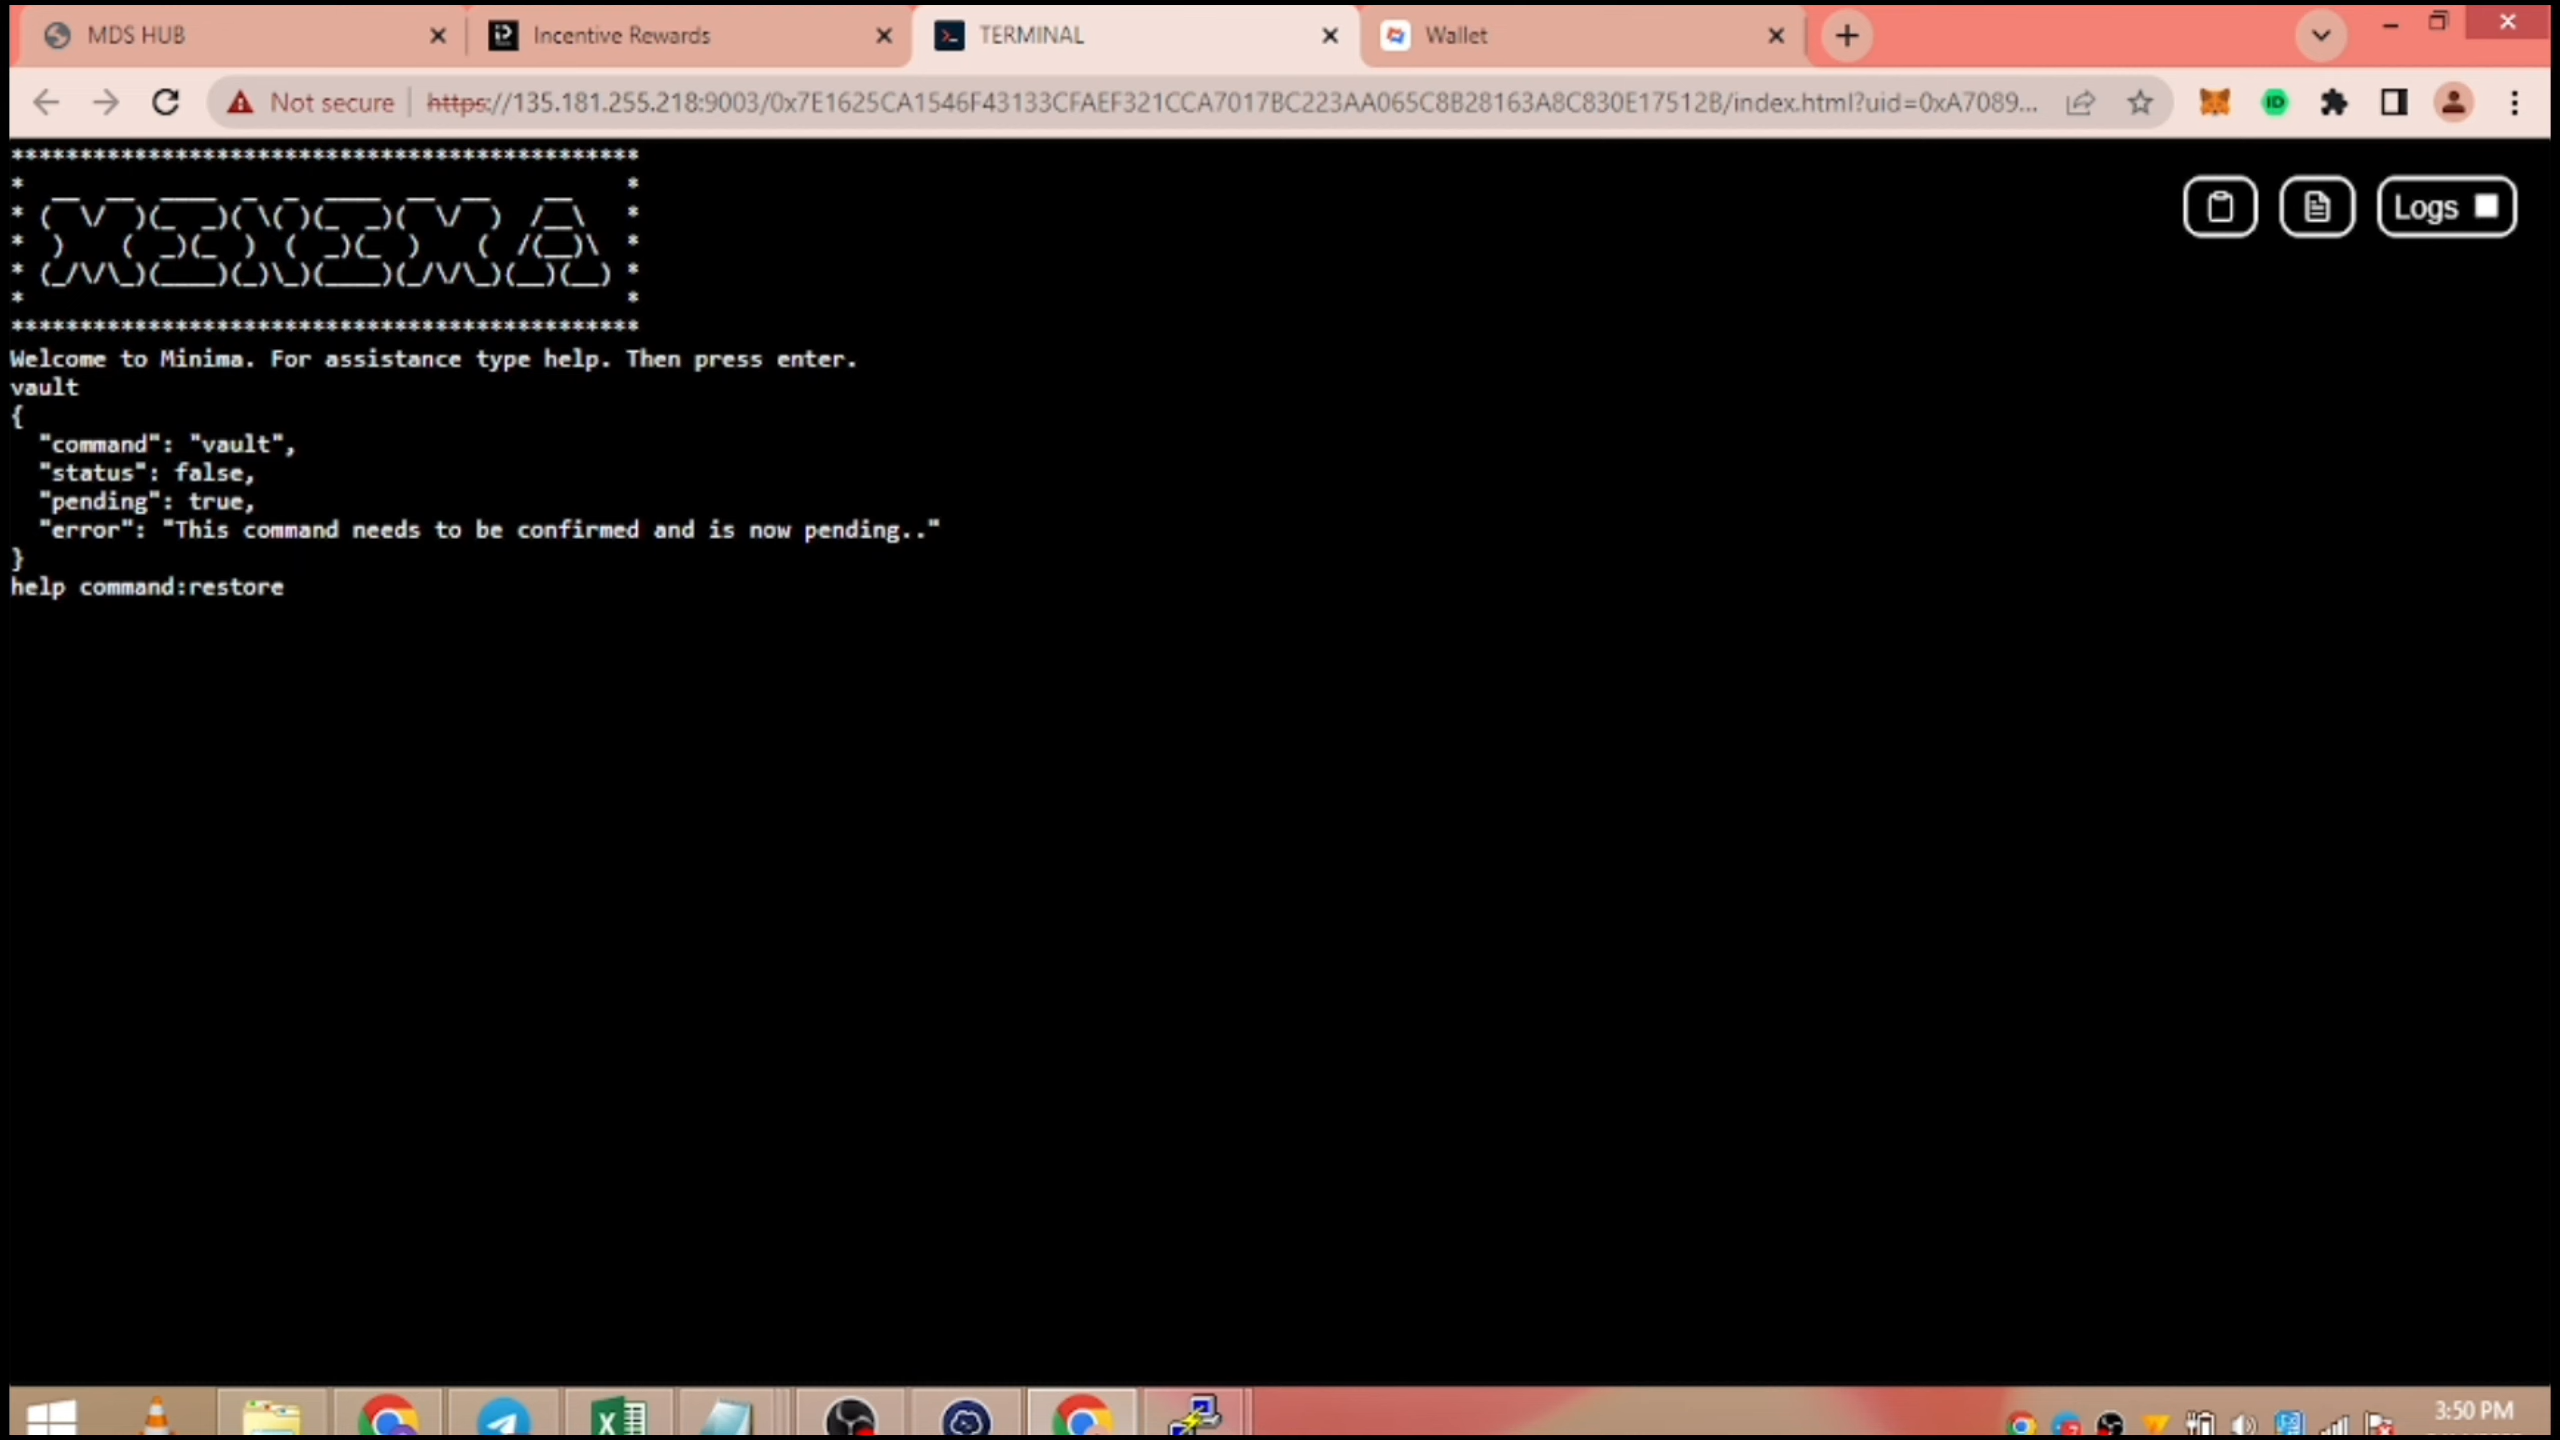 MDS HUB
Incentive Rewards
TERMINAL
Wallet
Not secure
https://135.181.255.218:9003/0x7E1625CA1546F43133CFAEF321CCA7017BC223AA065C8B28163A8C830E17512B/index.html?uid=0xA7089...
MINIMA
Logs
Welcome to Minima. For assistance type help. Then press enter.
vault
{
"command": "vault",
"status": false,
"pending": true,
"error": "This command needs to be confirmed and is now pending.."
}
help command:restore
3:50 PM